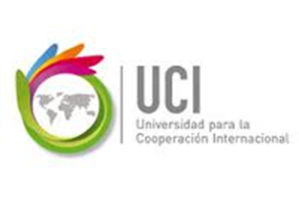 UCI
Universidad para la
Cooperación Internacional